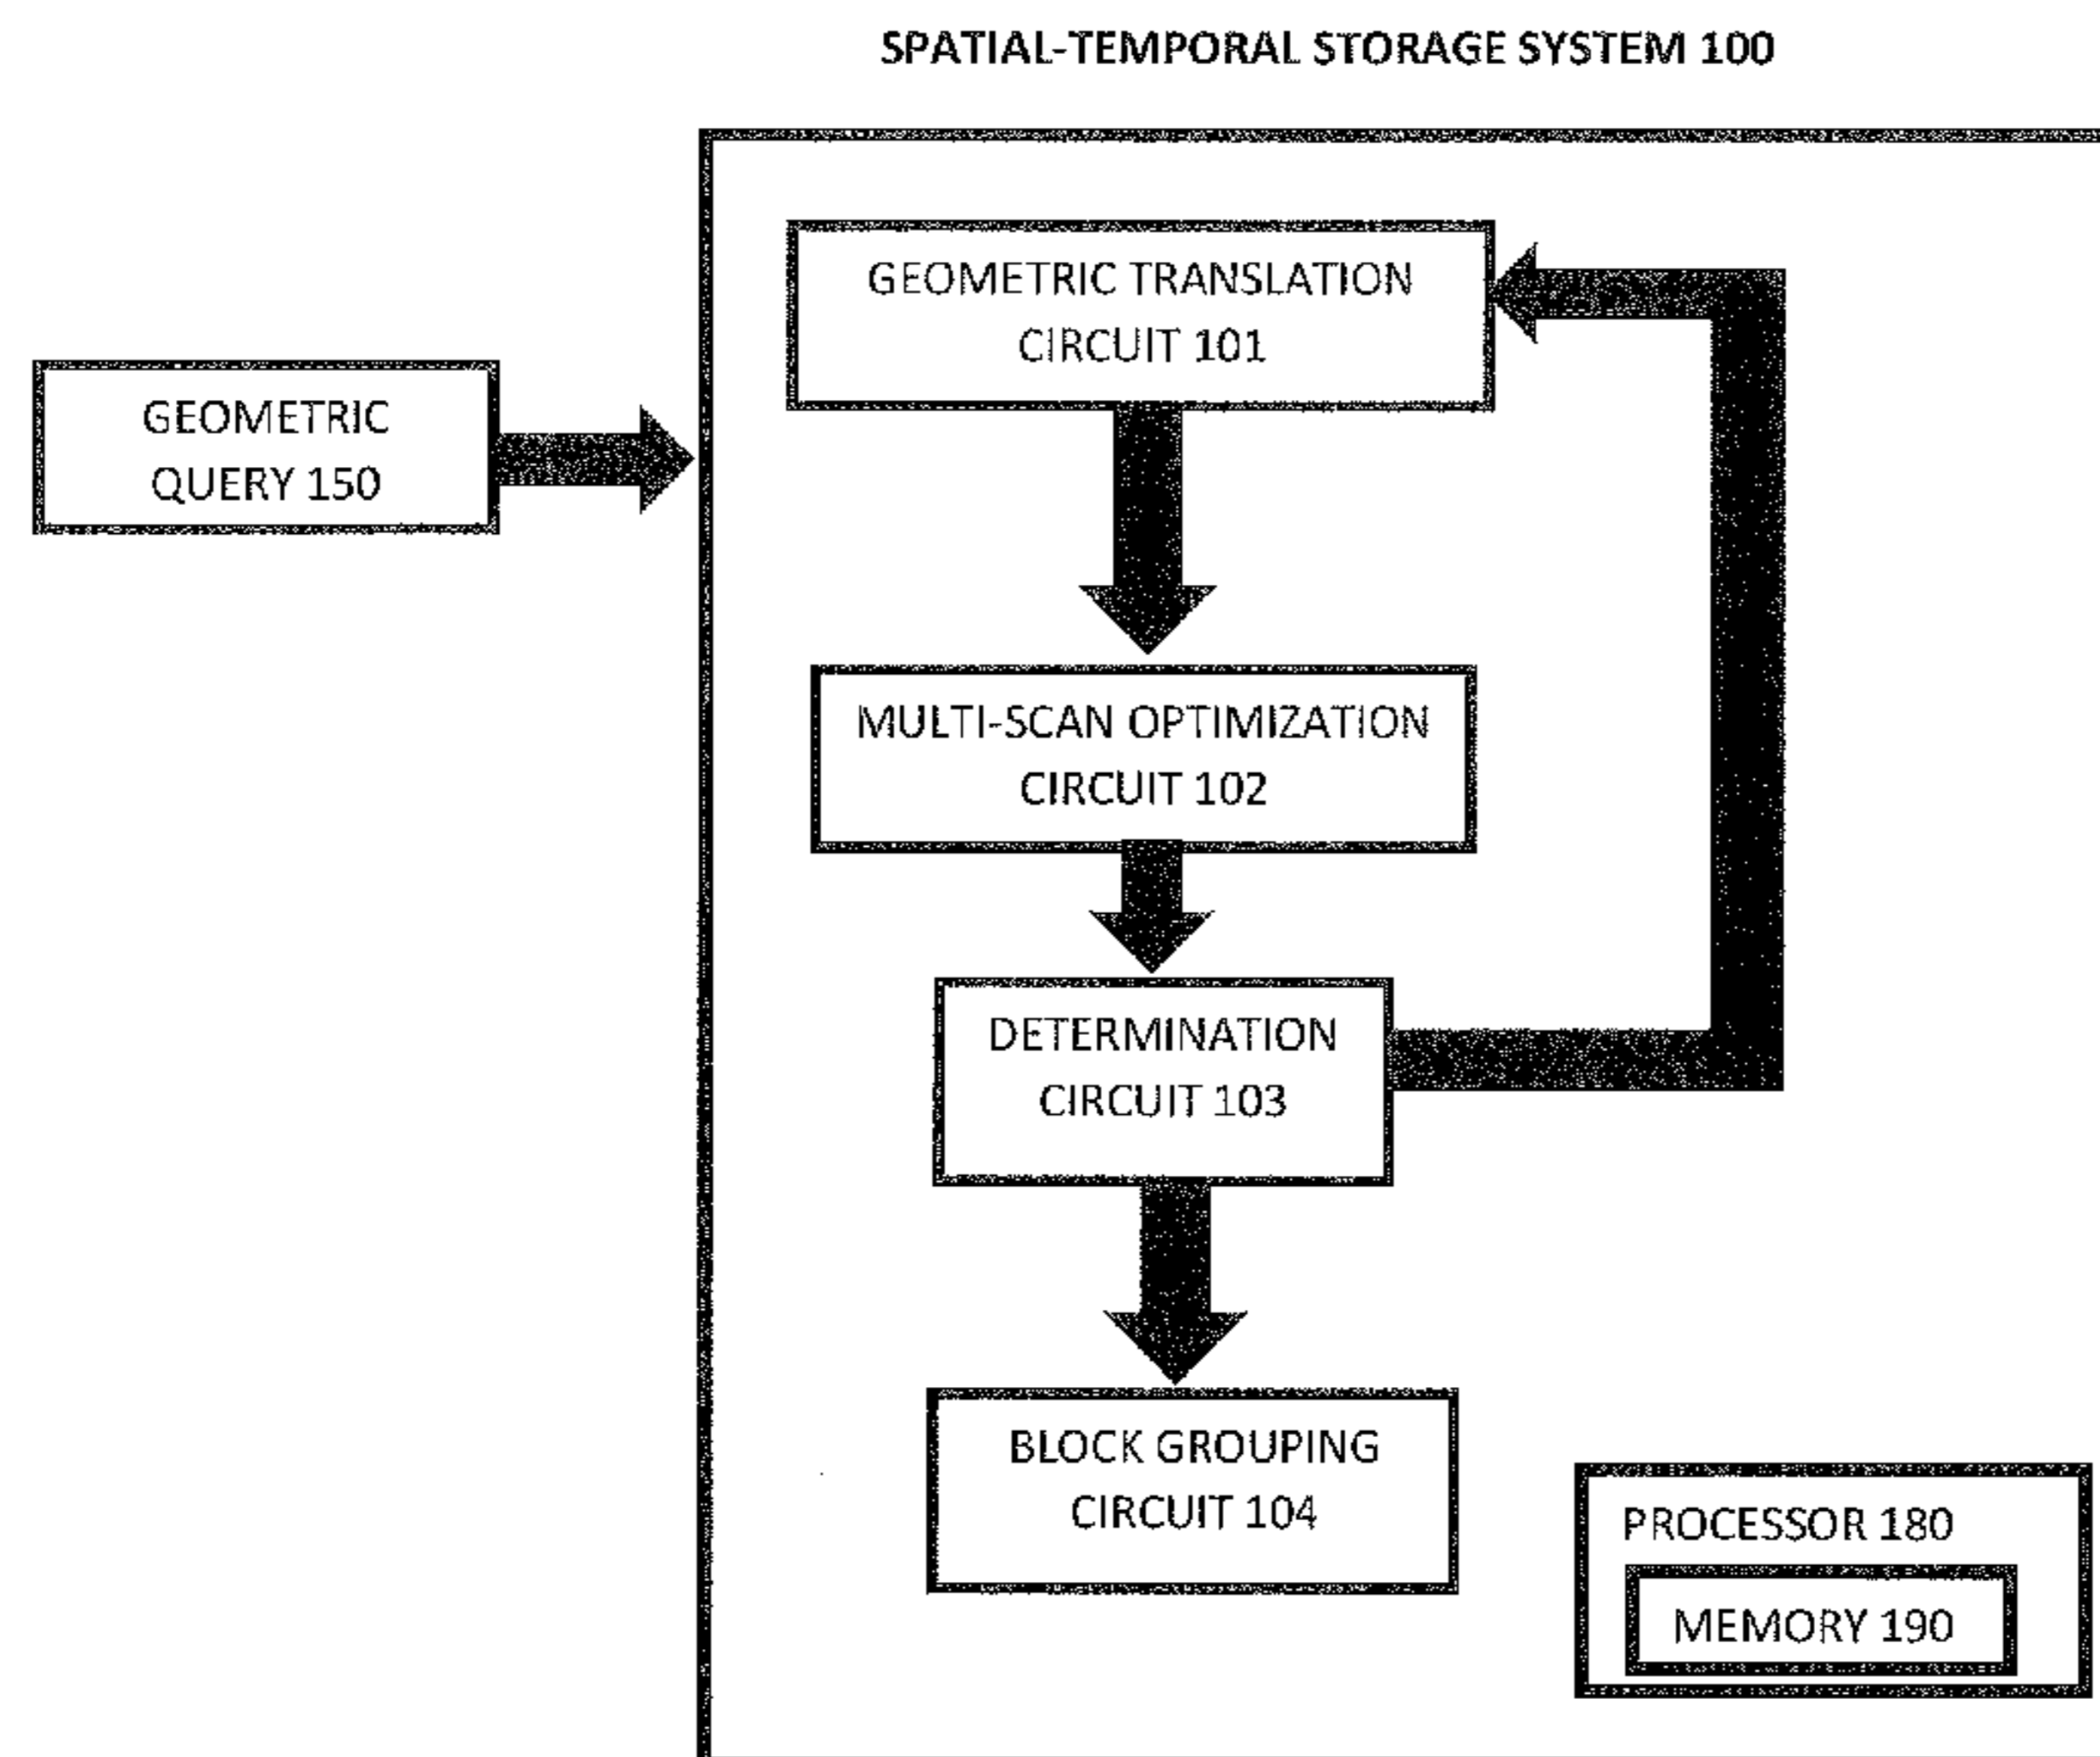 SPATIAL-TEMPORAL STORAGE SYSTEM 100
GEOMETRIC TRANSLATION
CIRCUIT 101
GEOMETRIC
QUERY 150
MULTI-SCAN OPTIMIZATION
CIRCUIT 102
DETERMINATION
CIRCUIT 103
BLOCK GROUPING
CIRCUIT 104
PROCESSOR 180
MEMORY 190